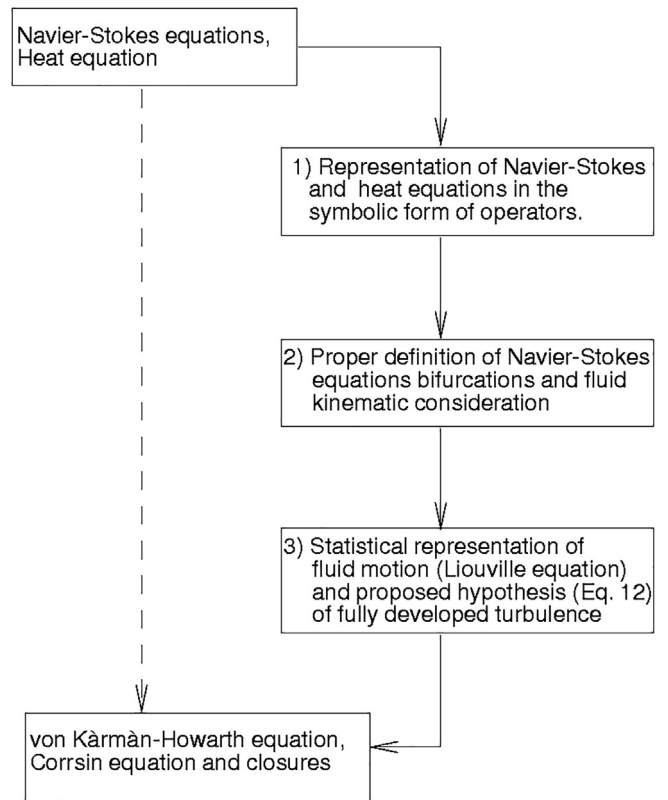 Navier-Stokes equations,
Heat equation
1) Representation of Navier-Stokes
and heat equations in the
symbolic form of operators.
2) Proper definition of Navier-Stokes
equations bifurcations and fluid
kinematic consideration
3) Statistical representation of
fluid motion (Liouville equation)
and proposed hypothesis (Eq. 12)
of fully developed turbulence
von Kàrmàn-Howarth equation,
Corrsin equation and closures